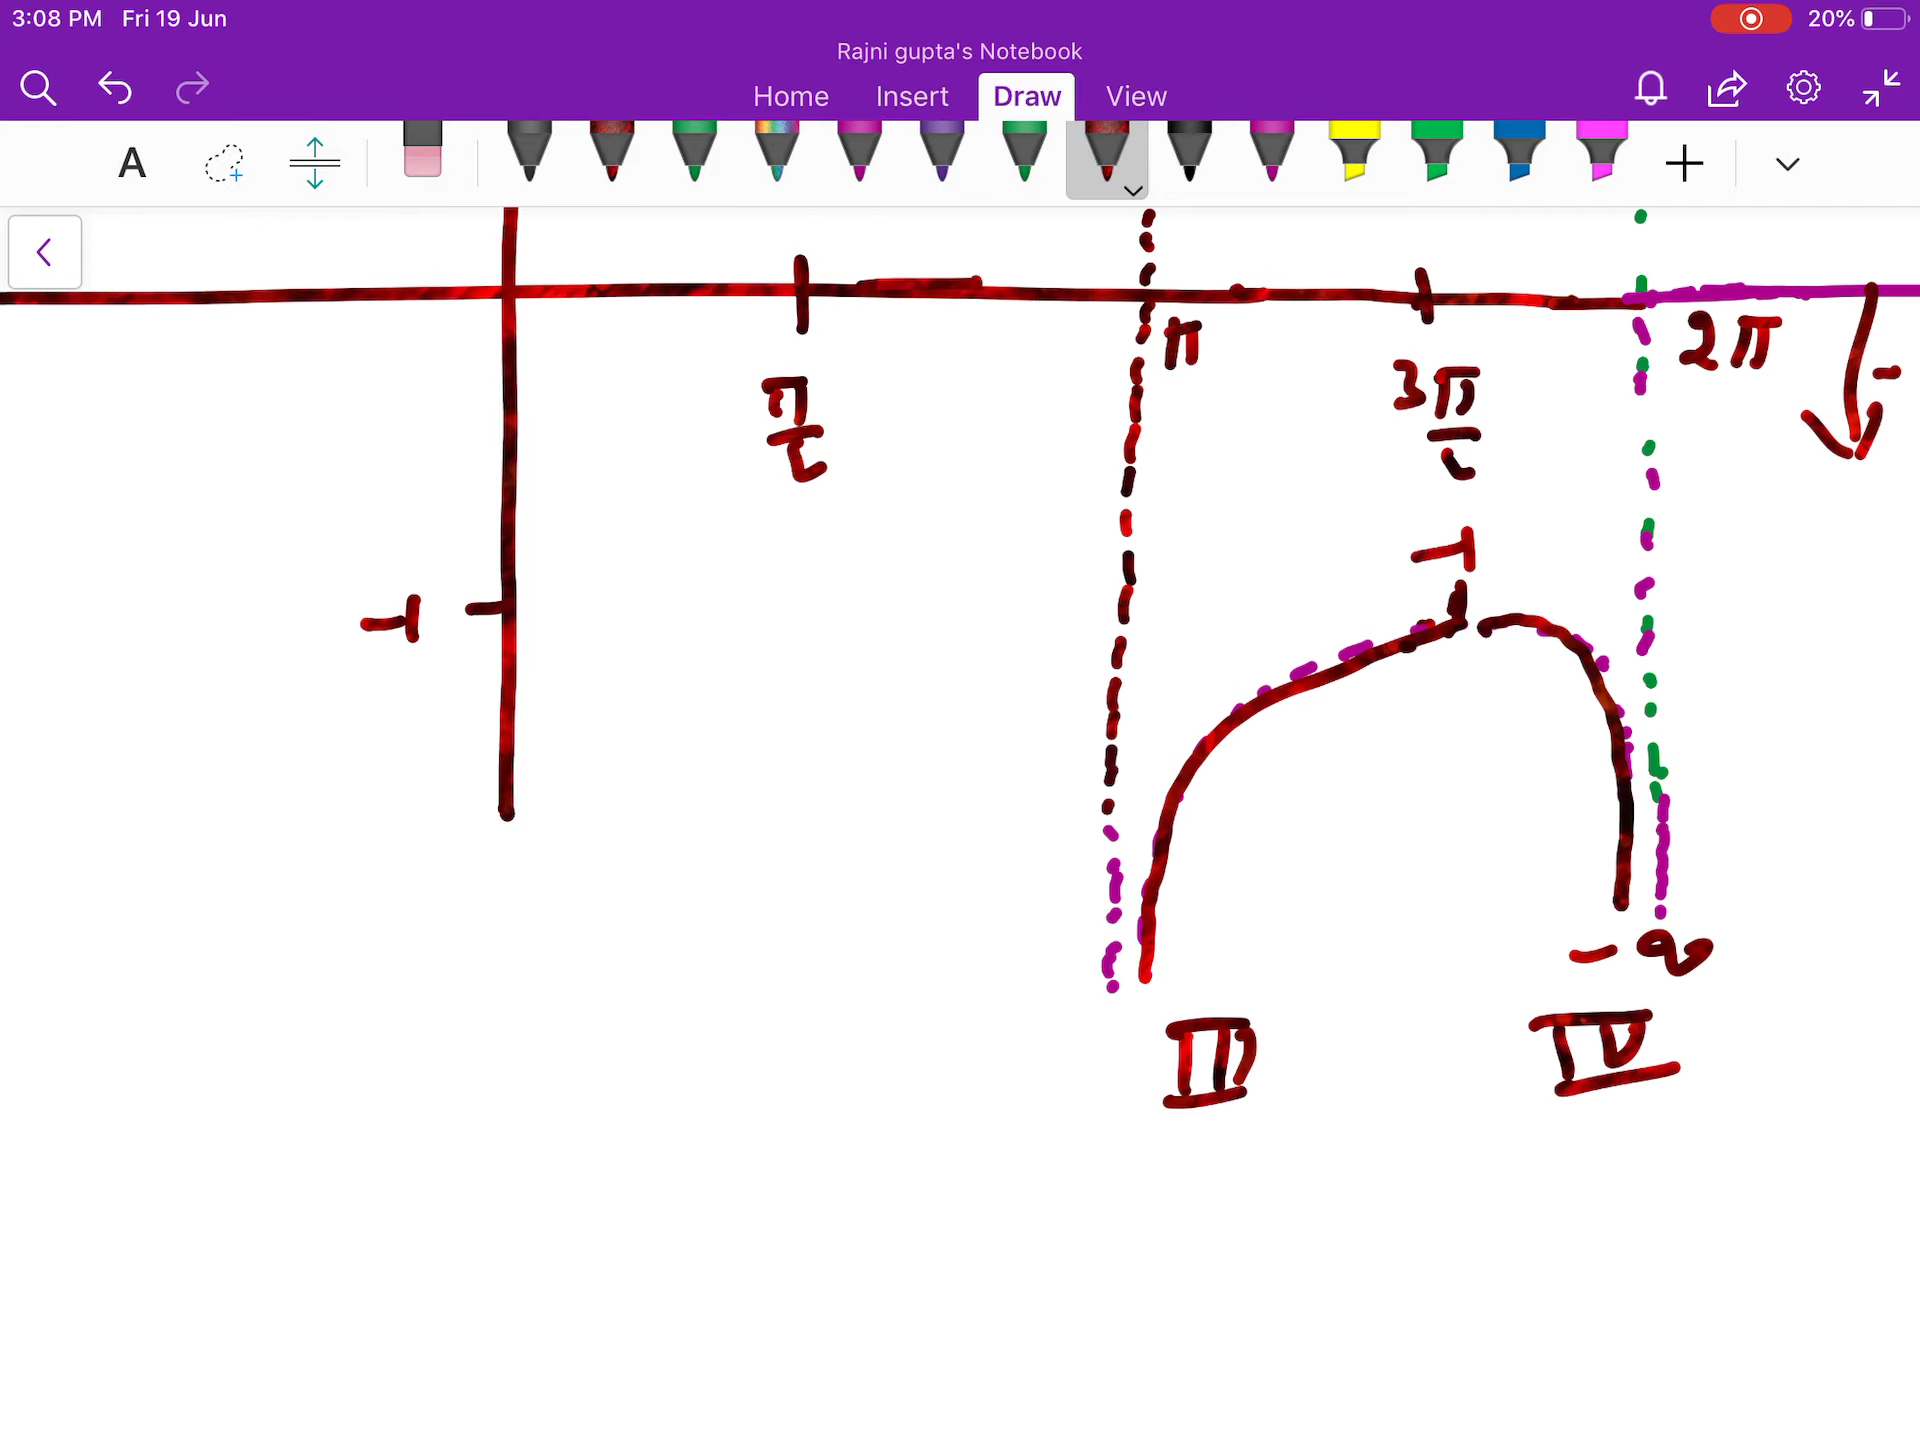 3:08 PM Fri 19 Jun
20%
Rajni gupta's Notebook
Home Insert Draw View
A
π 2π
π/2 3π/2 -
-1
-1
-∞
III IV